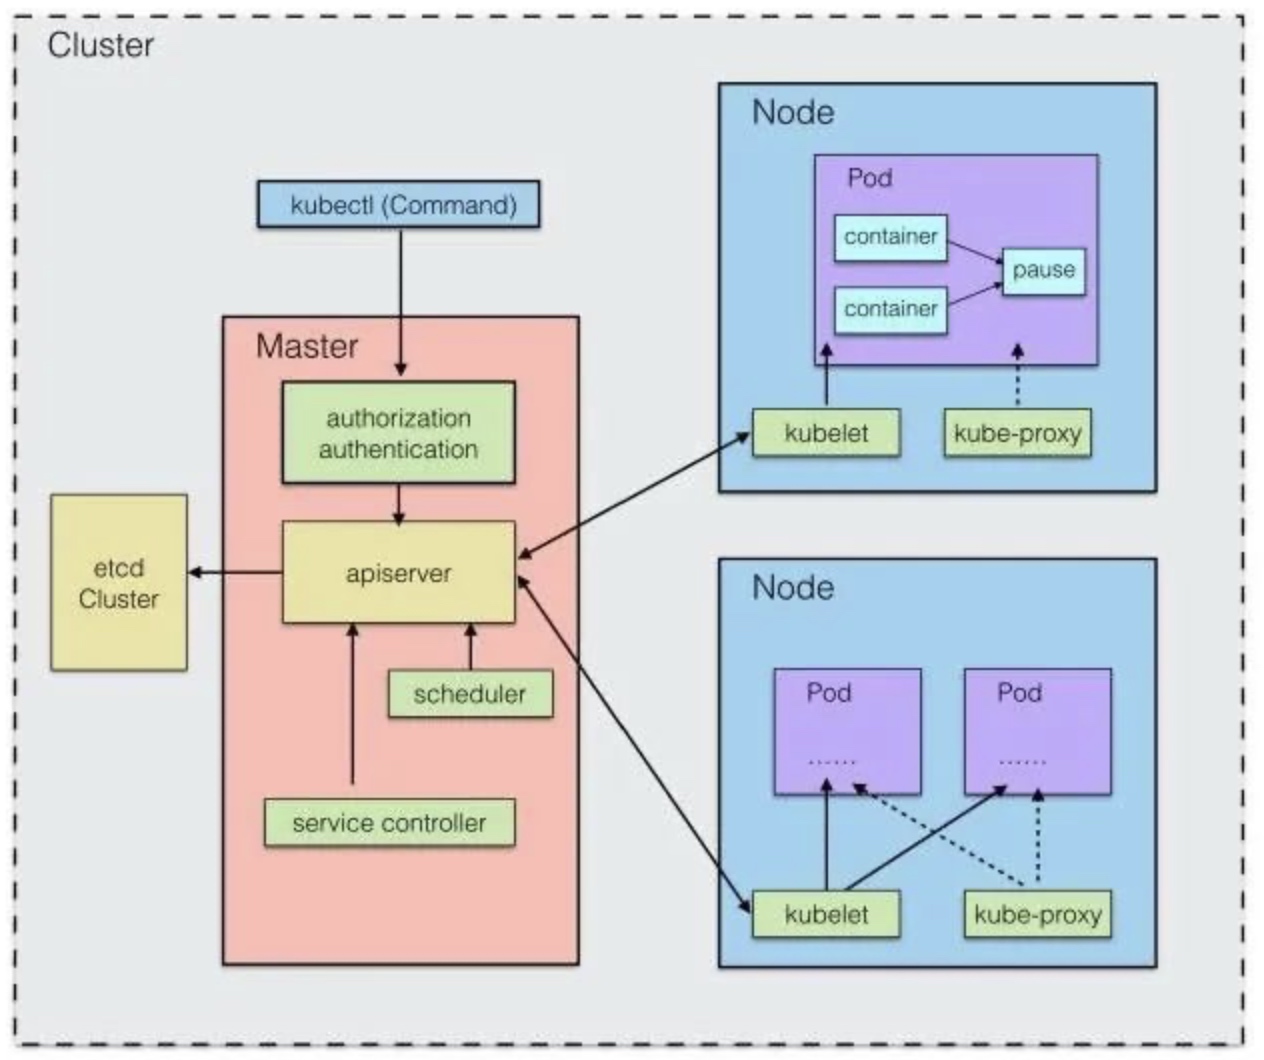 Cluster
kubectl (Command)
Master
authorization
authentication
apiserver
etcd
Cluster
scheduler
service controller
Node
Pod
container
container
pause
kubelet
kube-proxy
Node
Pod
......
Pod
......
kubelet
kube-proxy